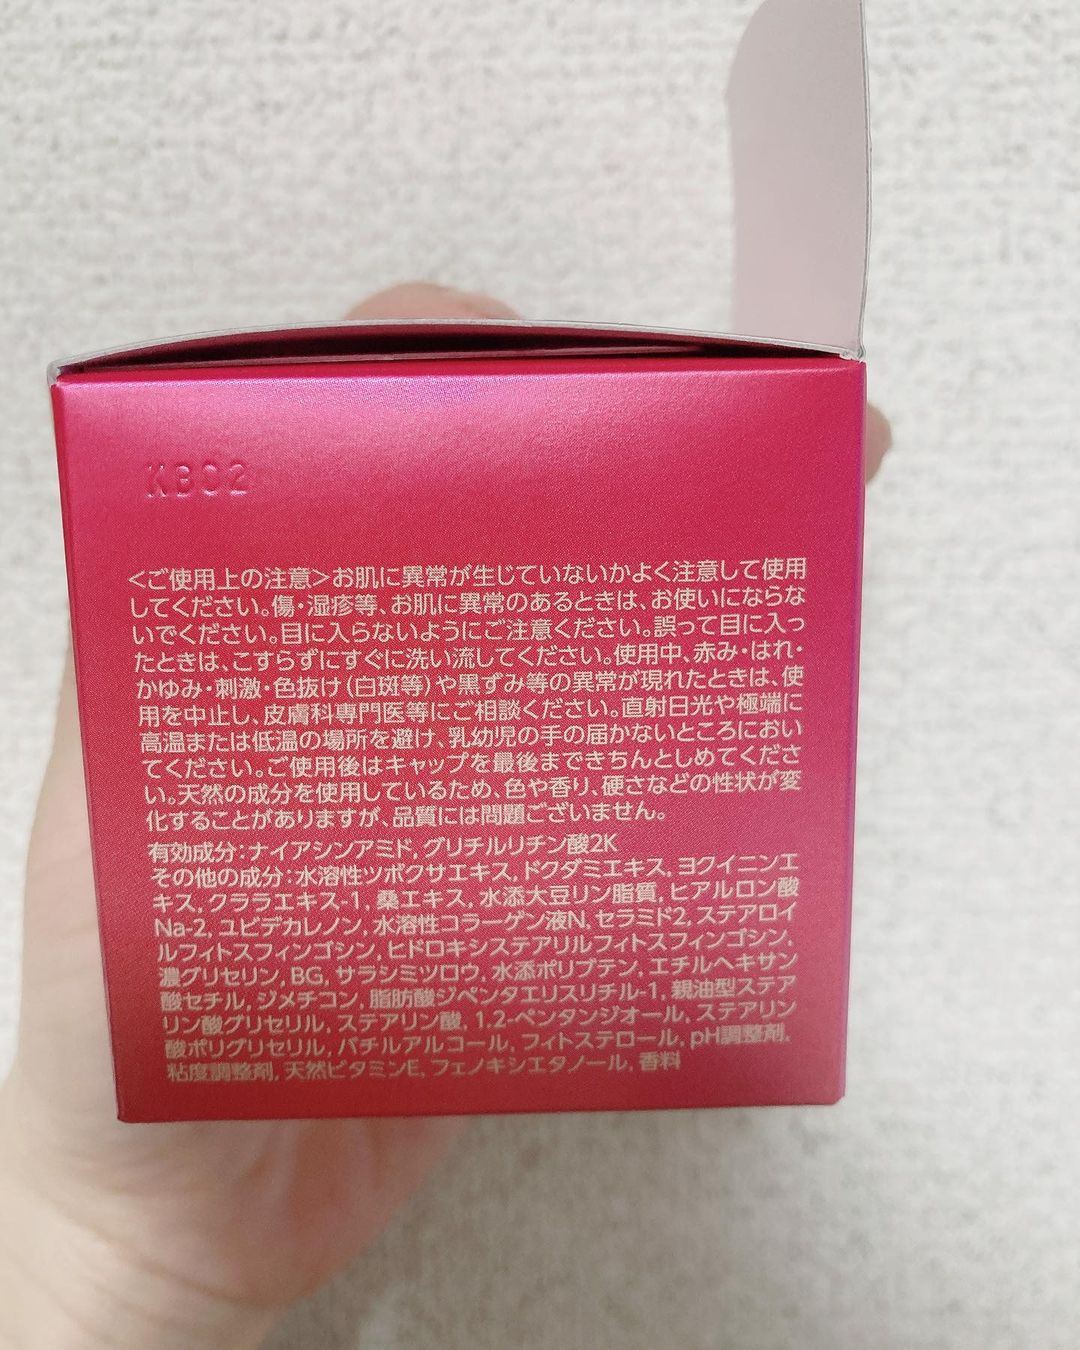 KB02
<ご使用上の注意>お肌に異常が生じていないかよく注意して使用
してください。傷・湿疹等、お肌に異常のあるときは、お使いにならな
いでください。目に入らないようにご注意ください。誤って目に入っ
たときは、こすらずにすぐに洗い流してください。使用中、赤み・はれ・
かゆみ・刺激・色抜け(白斑等)や黒ずみ等の異常が現れたときは、使
用を中止し、皮膚科専門医等にご相談ください。直射日光や極端に
高温または低温の場所を避け、乳幼児の手の届かないところにおい
てください。ご使用後はキャップを最後まできちんとしめてくださ
い。天然の成分を使用しているため、色や香り、硬さなどの性状が変
化することがありますが、品質には問題ございません。
有効成分:ナイアシンアミド, グリチルリチン酸2K
その他の成分:水溶性ツボクサエキス, ドクダミエキス, ヨクイニンエ
キス, クララエキス-1, 桑エキス, 水添大豆リン脂質, ヒアルロン酸
Na-2, ユビデカレノン, 水溶性コラーゲン液N, セラミド2, ステアロイ
ルフィトスフィンゴシン, ヒドロキシステアリルフィトスフィンゴシン,
濃グリセリン, BG, サラシミツロウ, 水添ポリブテン, エチルヘキサン
酸セチル, ジメチコン, 脂肪酸ジペンタエリスリチル-1, 親油型ステア
リン酸グリセリル, ステアリン酸, 1.2-ペンタンジオール, ステアリン
酸ポリグリセリル, バチルアルコール, フィトステロール, pH調整剤,
粘度調整剤, 天然ビタミンE, フェノキシエタノール, 香料